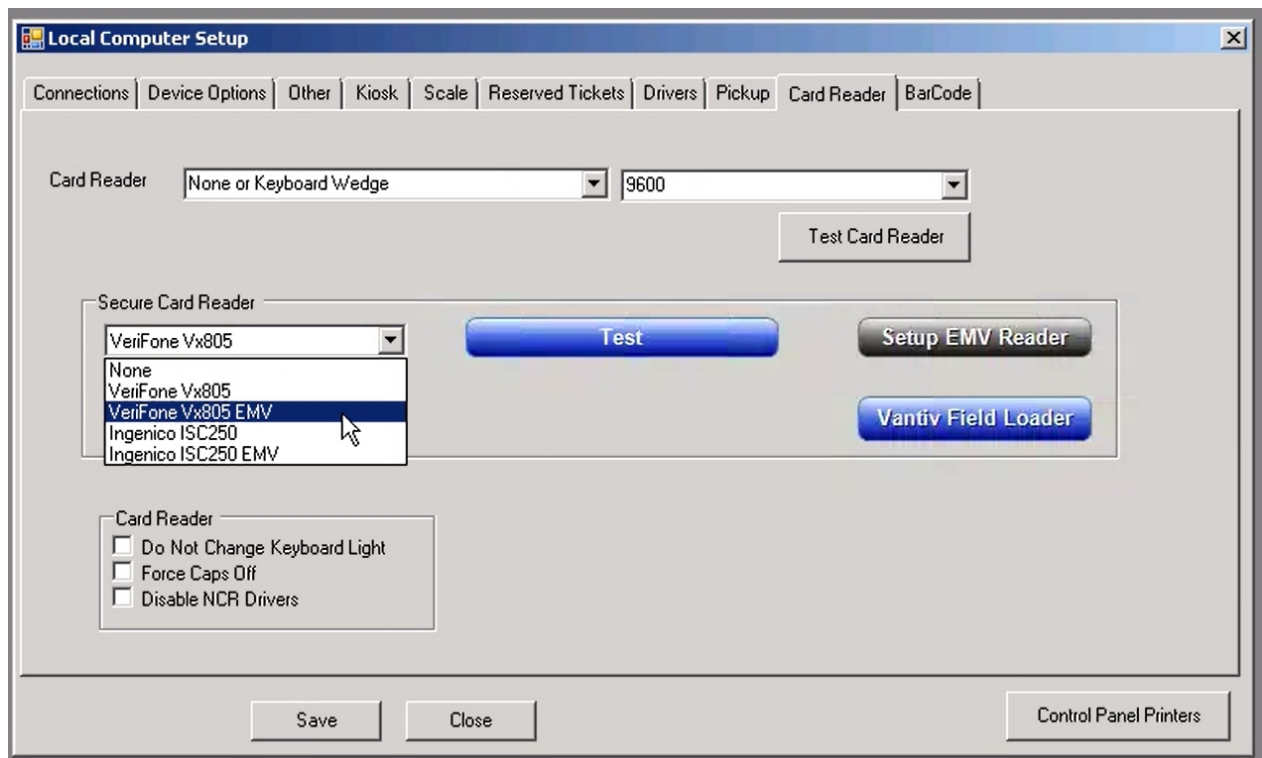 Local Computer Setup
Connections Device Options Other Kiosk Scale Reserved Tickets Drivers Pickup Card Reader BarCode
Card Reader None or Keyboard Wedge 9600
Test Card Reader
Secure Card Reader
VeriFone Vx805 Test Setup EMV Reader
None
VeriFone Vx805
VeriFone Vx805 EMV
Vantiv Field Loader
Ingenico ISC250
Ingenico ISC250 EMV
Card Reader
Do Not Change Keyboard Light
Force Caps Off
Disable NCR Drivers
Save Close Control Panel Printers